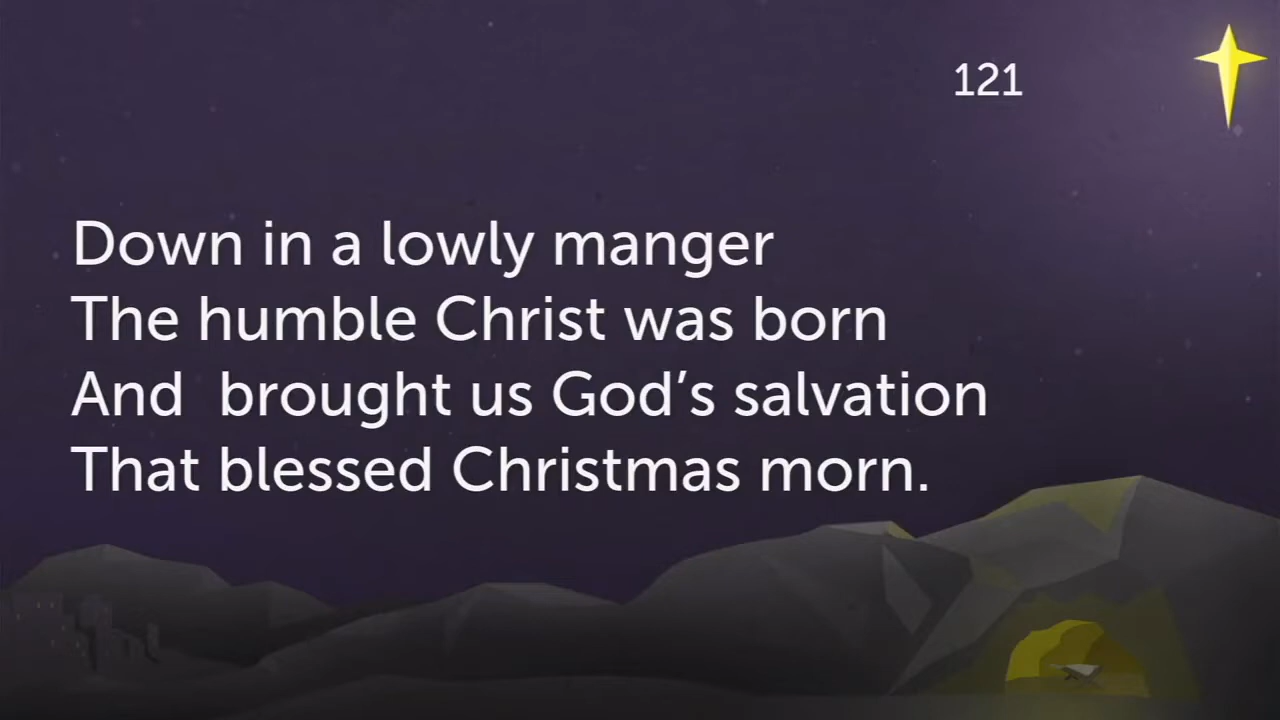 121
Down in a lowly manger
The humble Christ was born
And  brought us God’s salvation
That blessed Christmas morn.